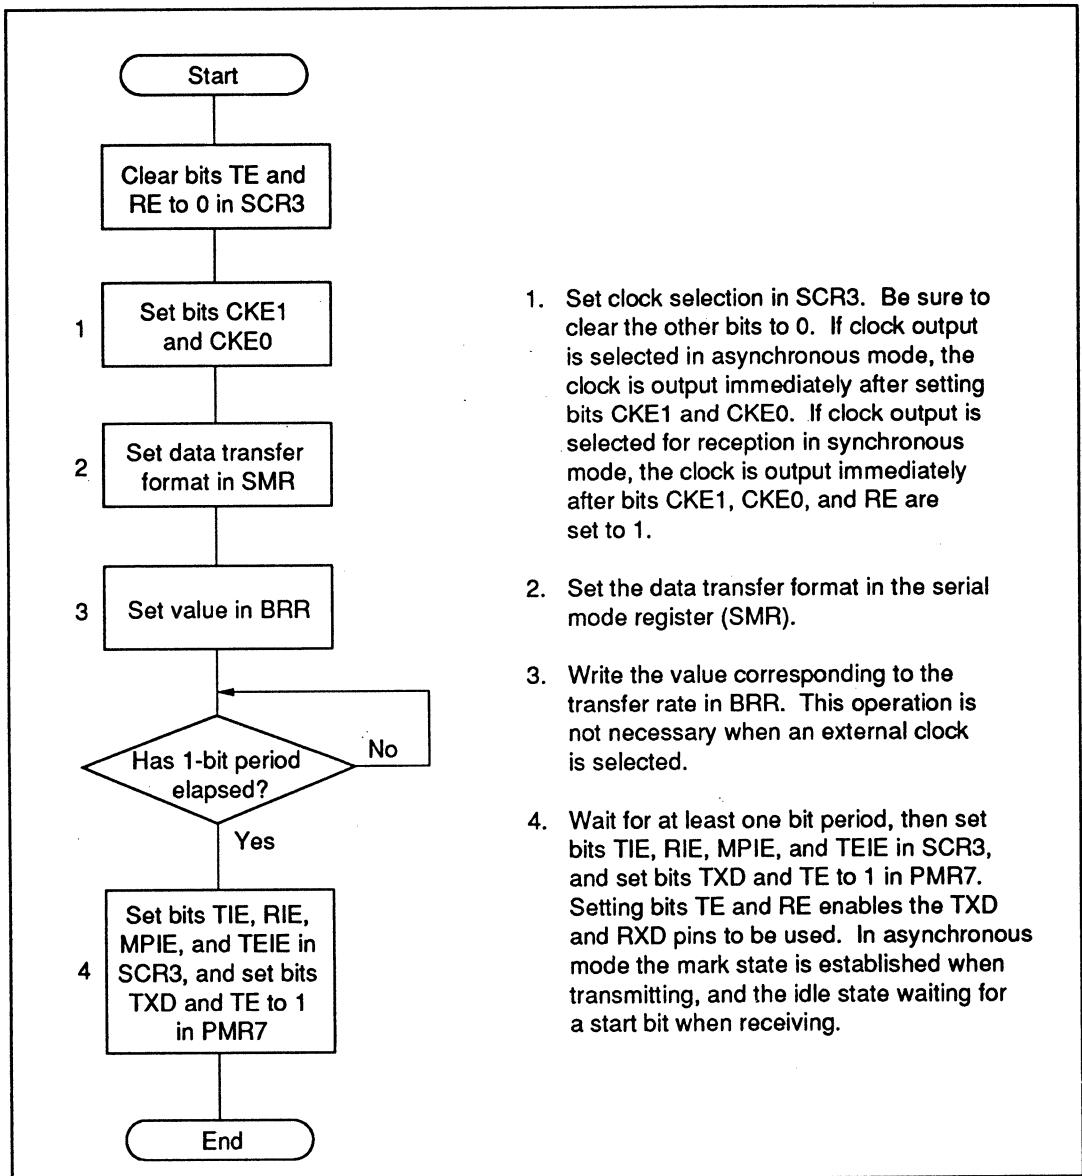 Start
Clear bits TE and
RE to 0 in SCR3
1
Set bits CKE1
and CKE0
2
Set data transfer
format in SMR
3
Set value in BRR
Has 1-bit period
elapsed?
No
Yes
4
Set bits TIE, RIE,
MPIE, and TEIE in
SCR3, and set bits
TXD and TE to 1
in PMR7
End
1. Set clock selection in SCR3. Be sure to
clear the other bits to 0. If clock output
is selected in asynchronous mode, the
clock is output immediately after setting
bits CKE1 and CKE0. If clock output is
selected for reception in synchronous
mode, the clock is output immediately
after bits CKE1, CKE0, and RE are
set to 1.
2. Set the data transfer format in the serial
mode register (SMR).
3. Write the value corresponding to the
transfer rate in BRR. This operation is
not necessary when an external clock
is selected.
4. Wait for at least one bit period, then set
bits TIE, RIE, MPIE, and TEIE in SCR3,
and set bits TXD and TE to 1 in PMR7.
Setting bits TE and RE enables the TXD
and RXD pins to be used. In asynchronous
mode the mark state is established when
transmitting, and the idle state waiting for
a start bit when receiving.